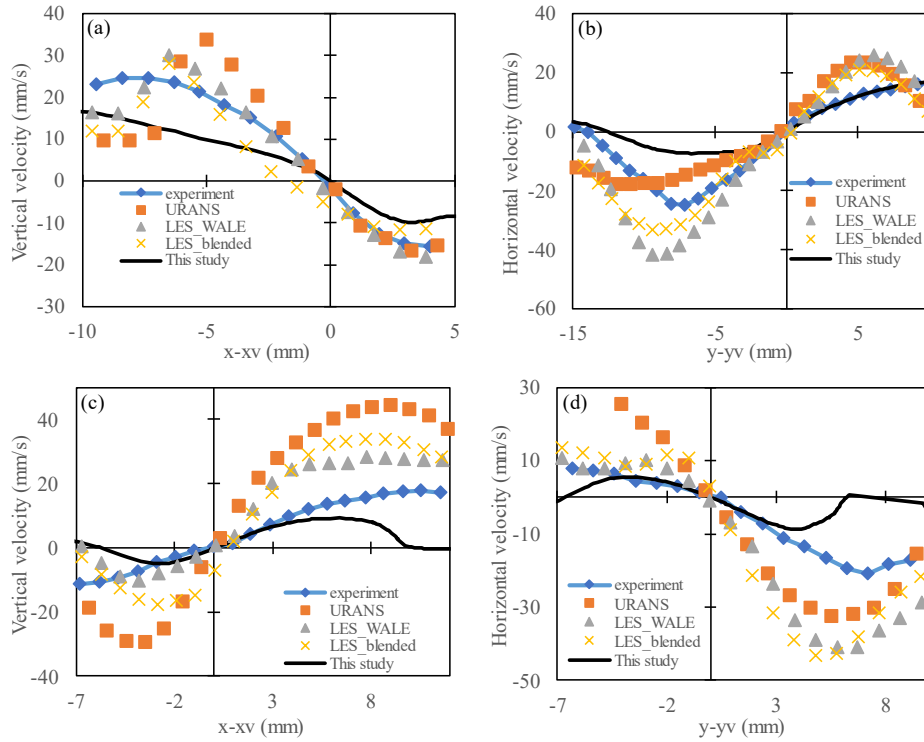 (a)
Vertical velocity (mm/s)
40
30
20
10
0
-10
-20
-30
-10
-5
0
5
x-xv (mm)
experiment
URANS
LES_WALE
LES_blended
This study
(b)
Horizontal velocity (mm/s)
40
20
0
-20
-40
-60
-15
-5
5
y-yv (mm)
experiment
URANS
LES_WALE
LES_blended
This study
(c)
Vertical velocity (mm/s)
40
20
0
-20
-40
-7
-2
3
8
x-xv (mm)
experiment
URANS
LES_WALE
LES_blended
This study
(d)
Horizontal velocity (mm/s)
30
10
-10
-30
-50
-7
-2
3
8
y-yv (mm)
experiment
URANS
LES_WALE
LES_blended
This study